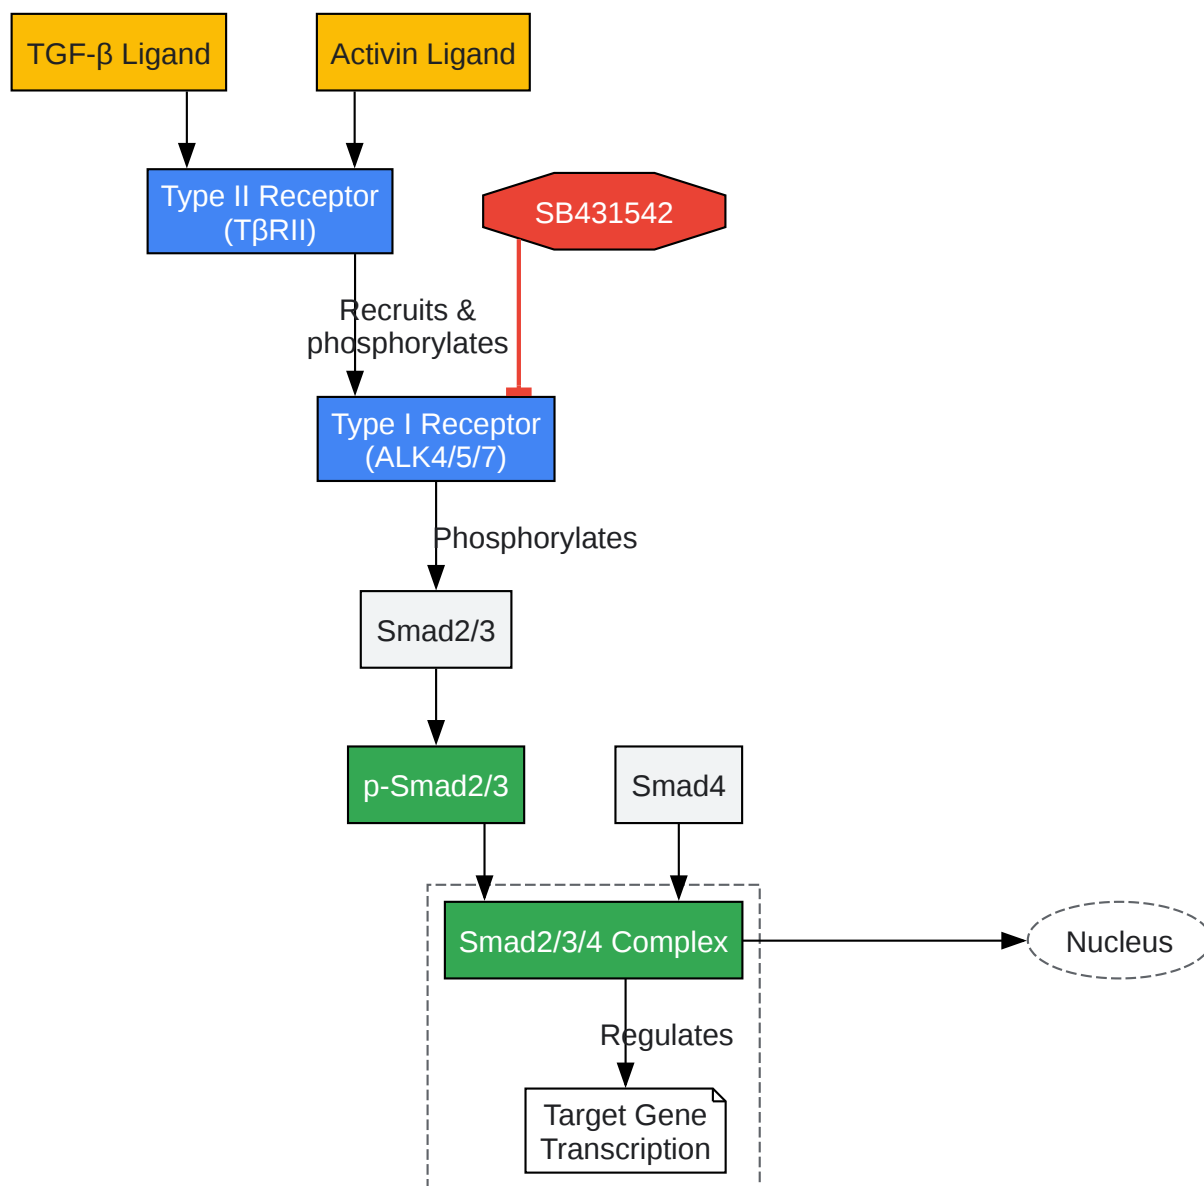 TGF-β Ligand
Activin Ligand
Type II Receptor
(TβRII)
SB431542
Recruits &
phosphorylates
Type I Receptor
(ALK4/5/7)
Phosphorylates
Smad2/3
p-Smad2/3
Smad4
Smad2/3/4 Complex
Nucleus
Regulates
Target Gene
Transcription